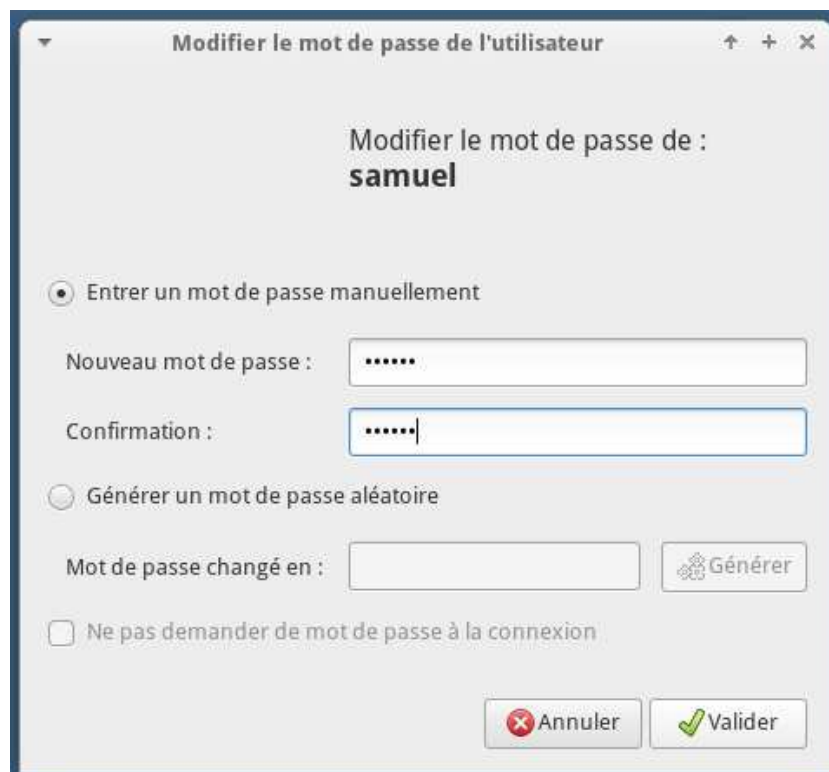 Modifier le mot de passe de l'utilisateur
Modifier le mot de passe de :
samuel
Entrer un mot de passe manuellement
Nouveau mot de passe : ••••••
Confirmation : ••••••
Générer un mot de passe aléatoire
Mot de passe changé en : Générer
Ne pas demander de mot de passe à la connexion
Annuler Valider